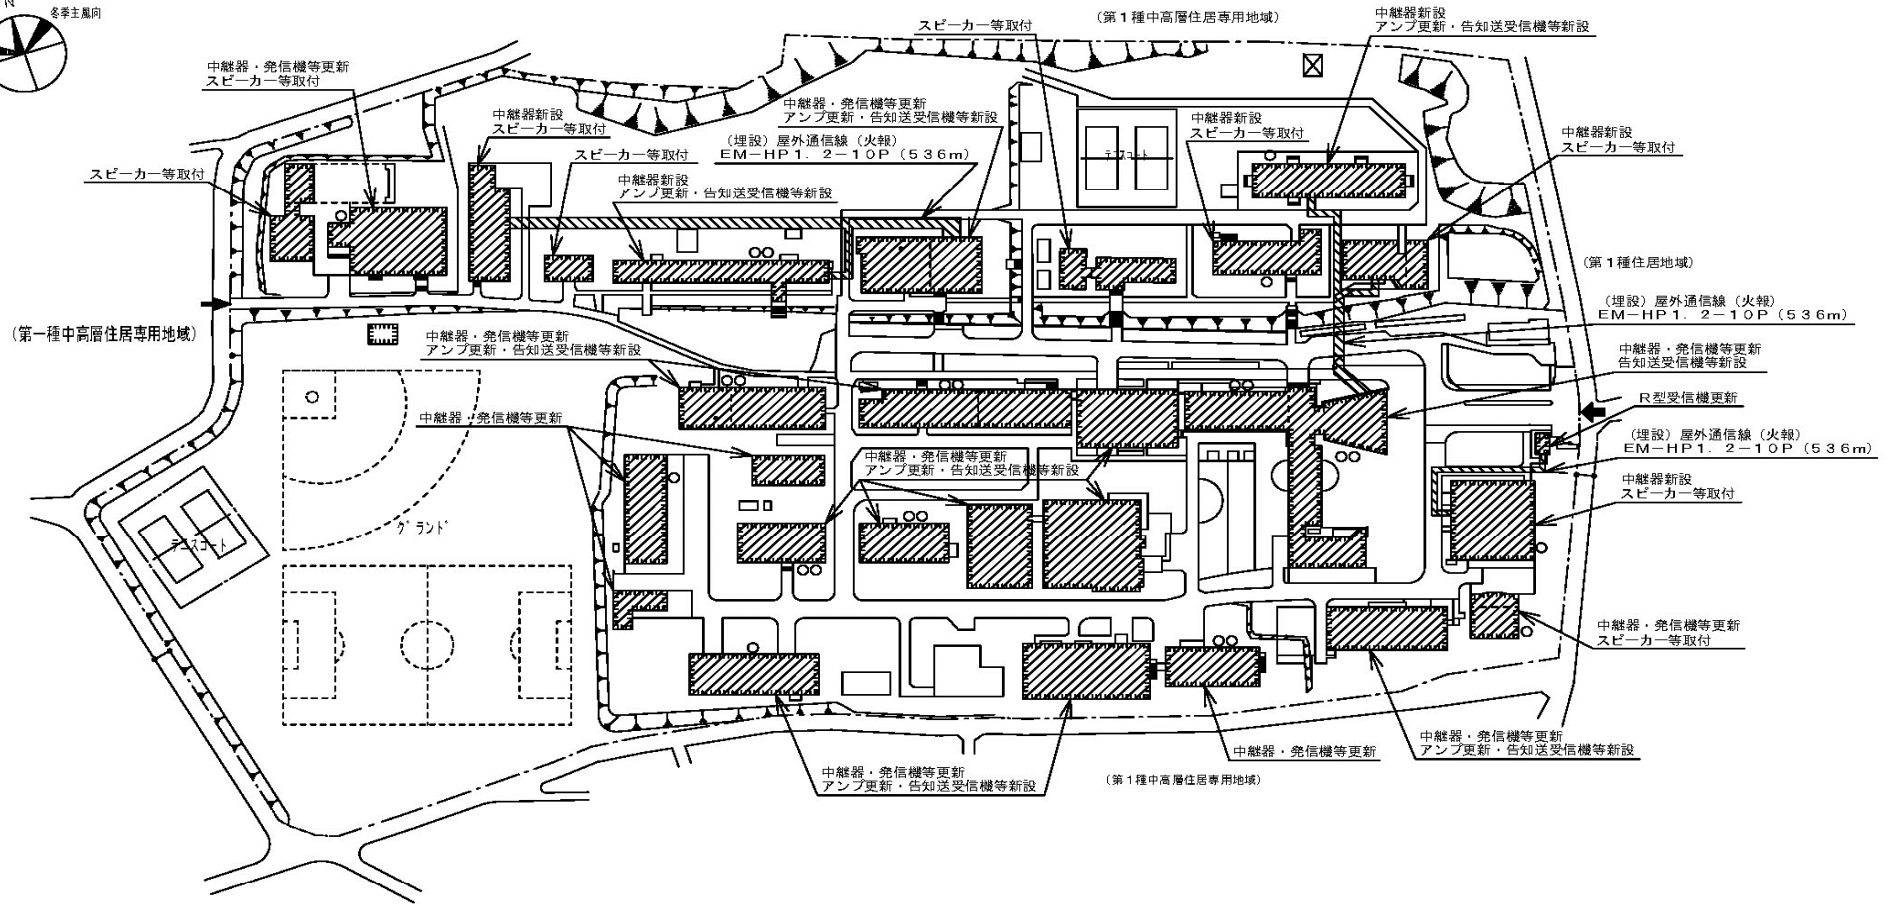 N
冬季主風向
スピーカー等取付
(第1種中高層住居専用地域)
中継器新設
アンプ更新・告知送受信機等新設
中継器・発信機等更新
スピーカー等取付
中継器・発信機等更新
アンプ更新・告知送受信機等新設
中継器新設
スピーカー等取付
中継器新設
スピーカー等取付
中継器新設
スピーカー等取付
(埋設) 屋外通信線 (火報)
EM-HP1. 2-10P (536m)
スピーカー等取付
テニスコート
スピーカー等取付
中継器新設
アンプ更新・告知送受信機等新設
(第1種住居地域)
(埋設) 屋外通信線 (火報)
EM-HP1. 2-10P (536m)
(第一種中高層住居専用地域)
中継器・発信機等更新
アンプ更新・告知送受信機等新設
中継器・発信機等更新
告知送受信機等新設
R型受信機更新
中継器・発信機等更新
(埋設) 屋外通信線 (火報)
EM-HP1. 2-10P (536m)
中継器・発信機等更新
アンプ更新・告知送受信機等新設
中継器新設
スピーカー等取付
グランド
テニスコート
中継器・発信機等更新
スピーカー等取付
中継器・発信機等更新
アンプ更新・告知送受信機等新設
中継器・発信機等更新
中継器・発信機等更新
アンプ更新・告知送受信機等新設
(第1種中高層住居専用地域)